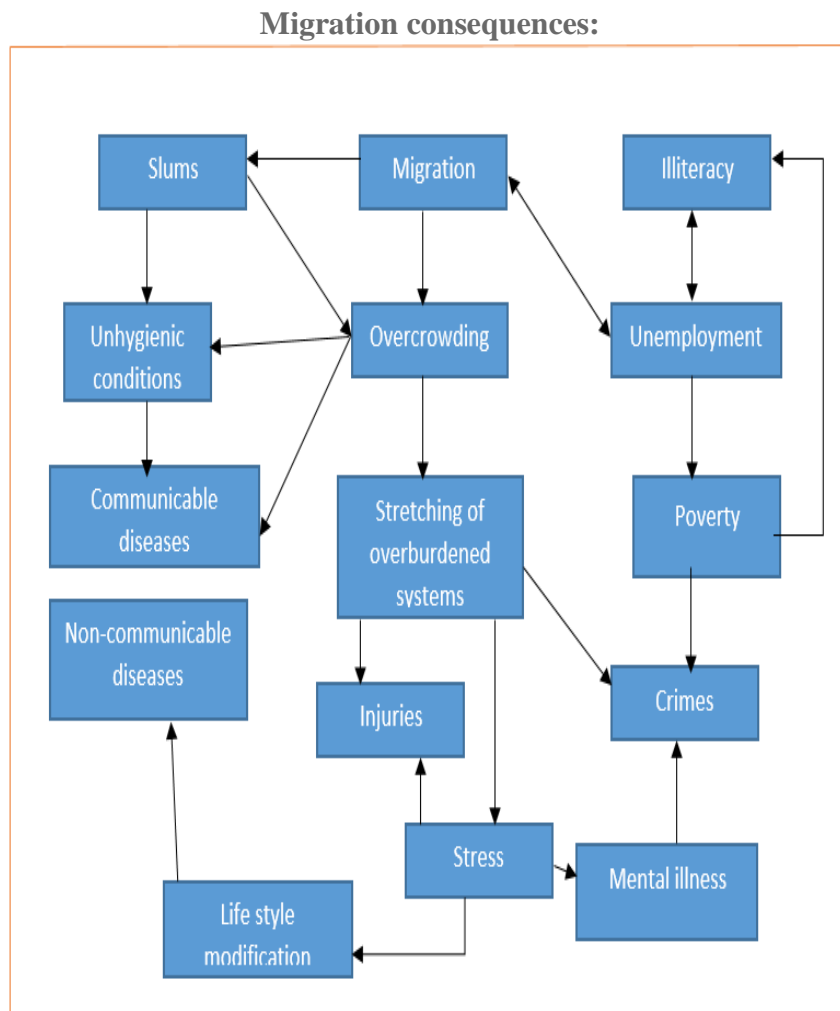 Migration consequences:
Slums
Migration
Illiteracy
Unhygienic
conditions
Overcrowding
Unemployment
Communicable
diseases
Stretching of
overburdened
systems
Poverty
Non-communicable
diseases
Injuries
Crimes
Stress
Mental illness
Life style
modification